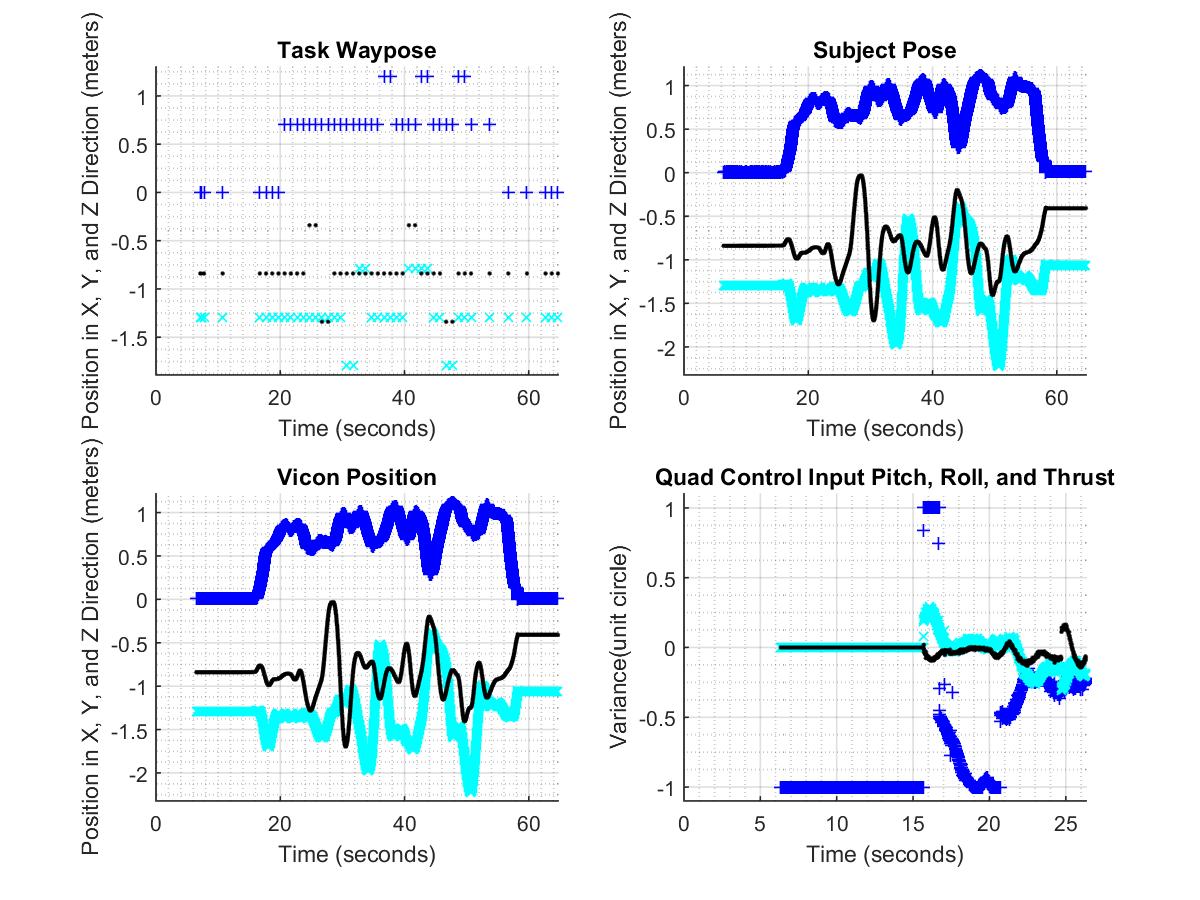 Task Waypose
Position in X, Y, and Z Direction (meters)
1
0.5
0
-0.5
-1
-1.5
0 20 40 60
Time (seconds)
Subject Pose
Position in X, Y, and Z Direction (meters)
1
0.5
0
-0.5
-1
-1.5
-2
0 20 40 60
Time (seconds)
Vicon Position
Position in X, Y, and Z Direction (meters)
1
0.5
0
-0.5
-1
-1.5
-2
0 20 40 60
Time (seconds)
Quad Control Input Pitch, Roll, and Thrust
Variance(unit circle)
1
0.5
0
-0.5
-1
0 5 10 15 20 25
Time (seconds)